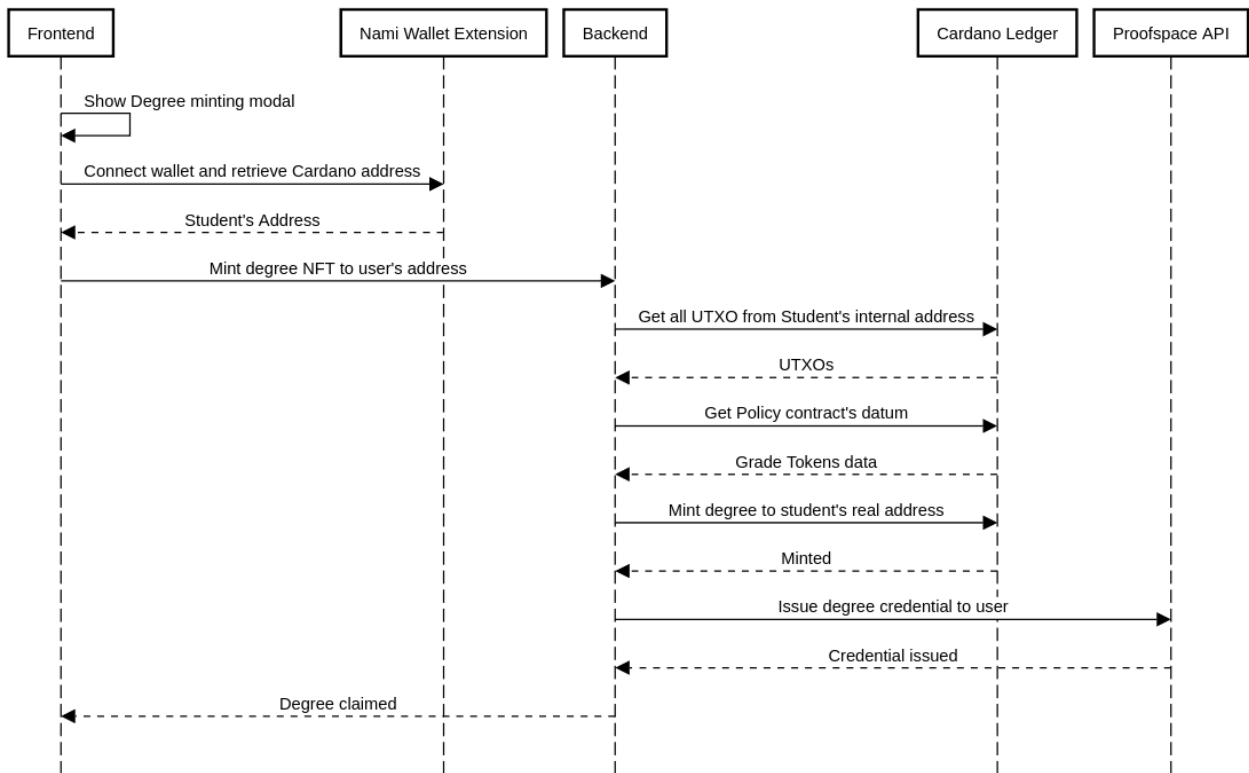 Frontend
Nami Wallet Extension
Backend
Cardano Ledger
Proofspace API
Show Degree minting modal
Connect wallet and retrieve Cardano address
Student's Address
Mint degree NFT to user's address
Get all UTXO from Student's internal address
UTXOs
Get Policy contract's datum
Grade Tokens data
Mint degree to student's real address
Minted
Issue degree credential to user
Credential issued
Degree claimed